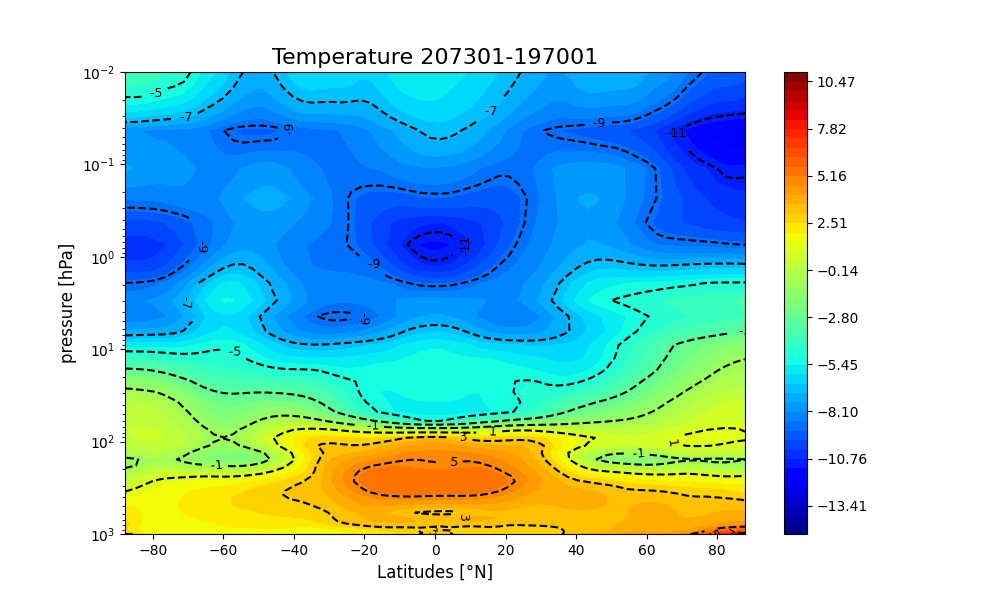 Temperature 207301-197001
10⁻² 10⁻¹ 10⁰ 10¹ 10² 10³
pressure [hPa]
-5 -7 -7 -9 -9 -11
-9 -11 -9
-7 -9
-5
-1 1 3 1 -1
-1 5
3
−80 −60 −40 −20 0 20 40 60 80
Latitudes [°N]
10.47
7.82
5.16
2.51
−0.14
−2.80
−5.45
−8.10
−10.76
−13.41